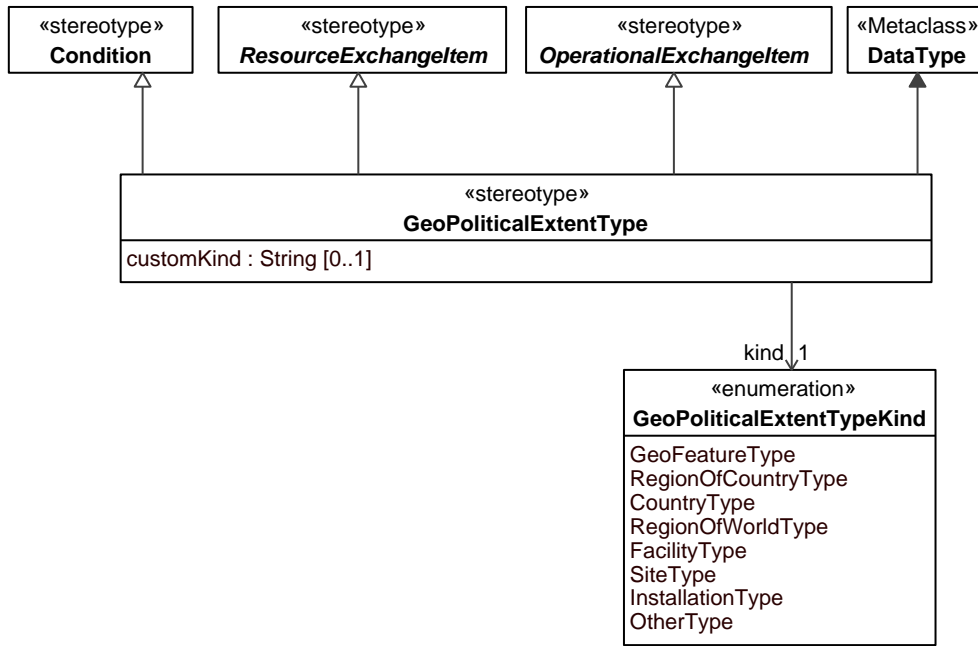 «stereotype»
Condition
«stereotype»
ResourceExchangeItem
«stereotype»
OperationalExchangeItem
«Metaclass»
DataType
«stereotype»
GeoPoliticalExtentType
customKind : String [0..1]
kind 1
«enumeration»
GeoPoliticalExtentTypeKind
GeoFeatureType
RegionOfCountryType
CountryType
RegionOfWorldType
FacilityType
SiteType
InstallationType
OtherType